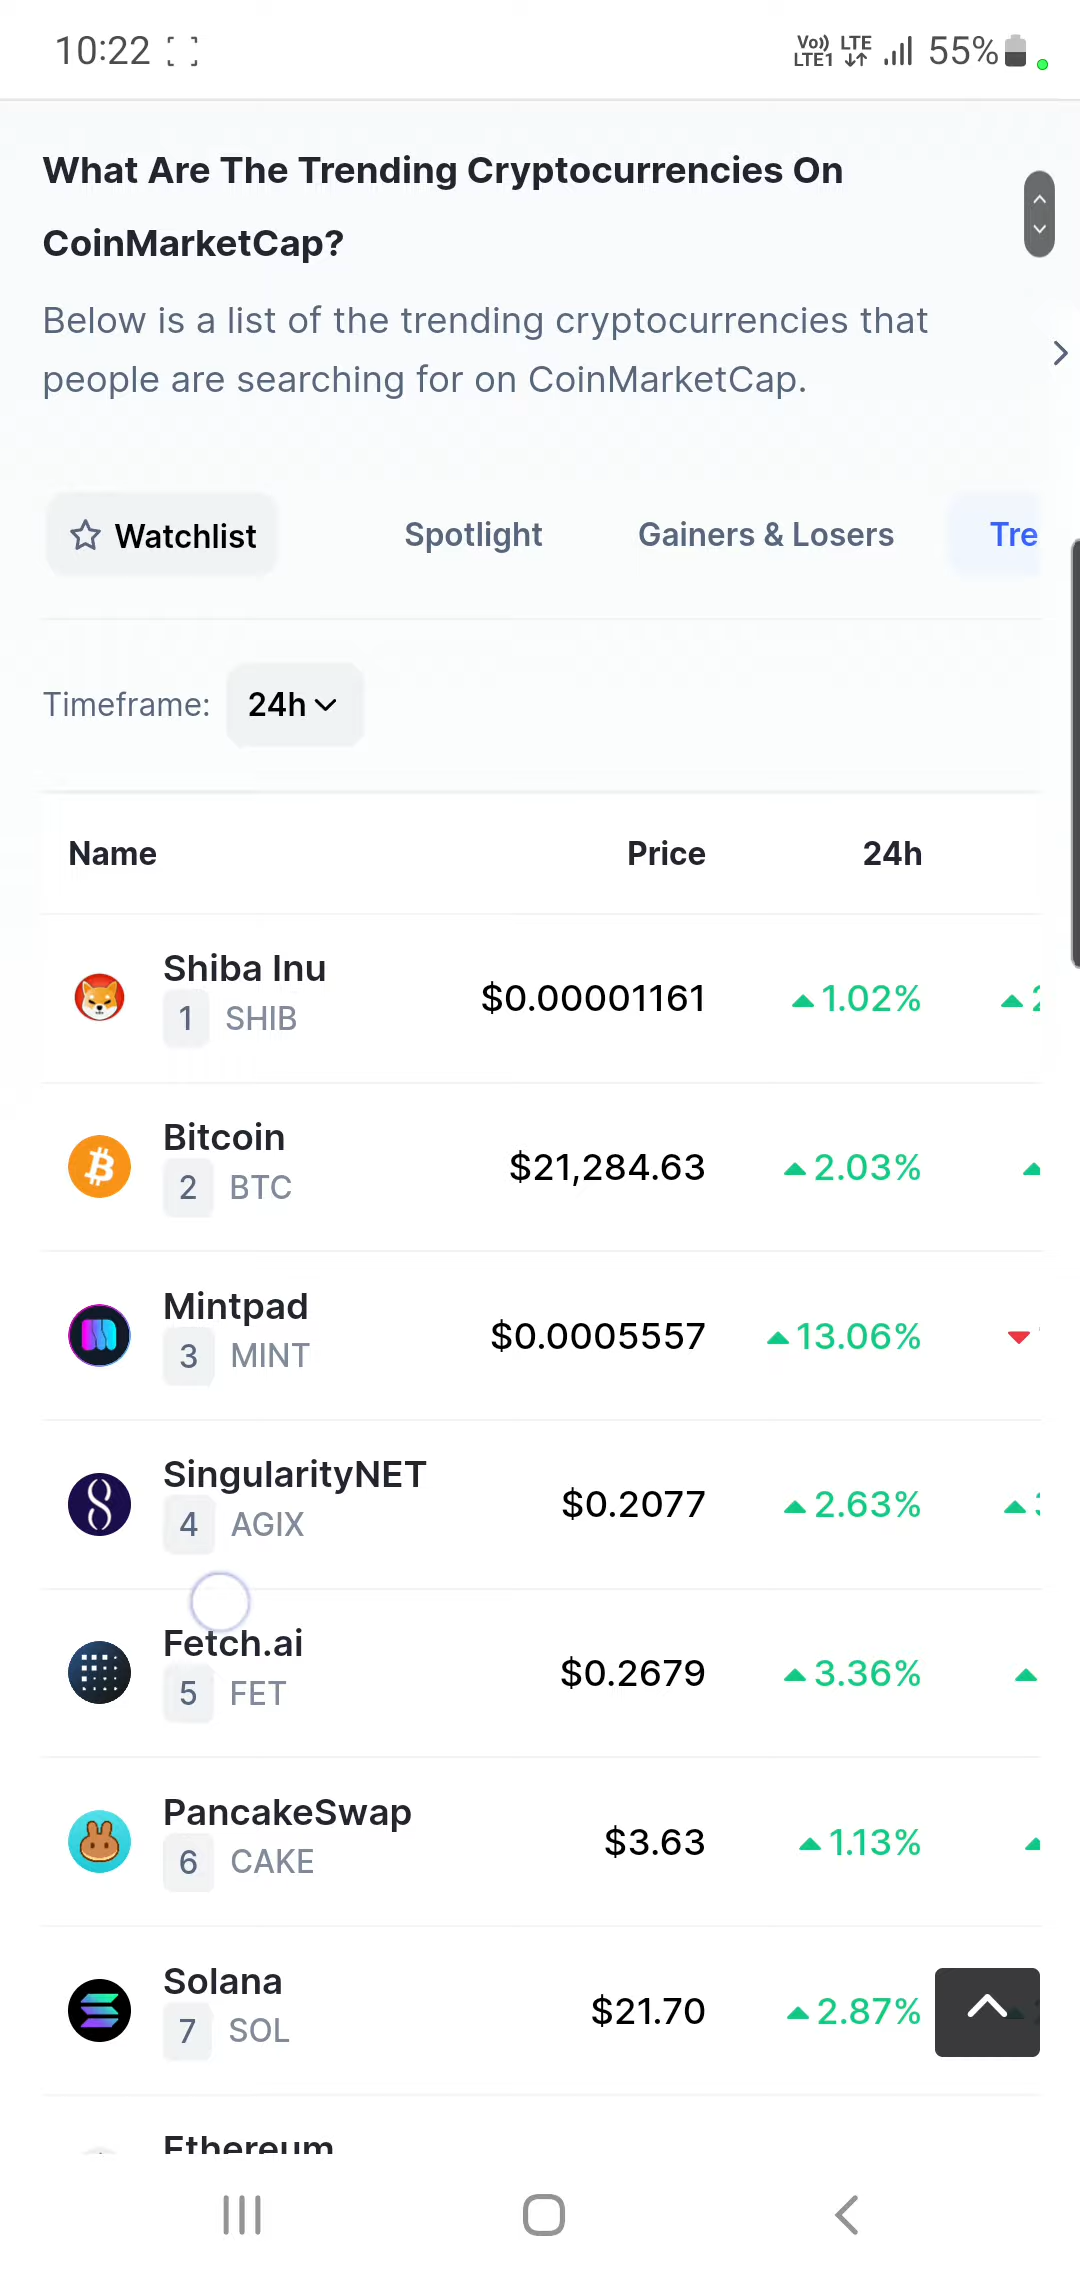 10:22
Vo)) LTE1 LTE 55%
What Are The Trending Cryptocurrencies On
CoinMarketCap?
Below is a list of the trending cryptocurrencies that
people are searching for on CoinMarketCap.
Watchlist Spotlight Gainers & Losers Tre
Timeframe: 24h
Name Price 24h
Shiba Inu
1 SHIB $0.00001161 1.02%
Bitcoin
2 BTC $21,284.63 2.03%
Mintpad
3 MINT $0.0005557 13.06%
SingularityNET
4 AGIX $0.2077 2.63%
Fetch.ai
5 FET $0.2679 3.36%
PancakeSwap
6 CAKE $3.63 1.13%
Solana
7 SOL $21.70 2.87%
Ethereum